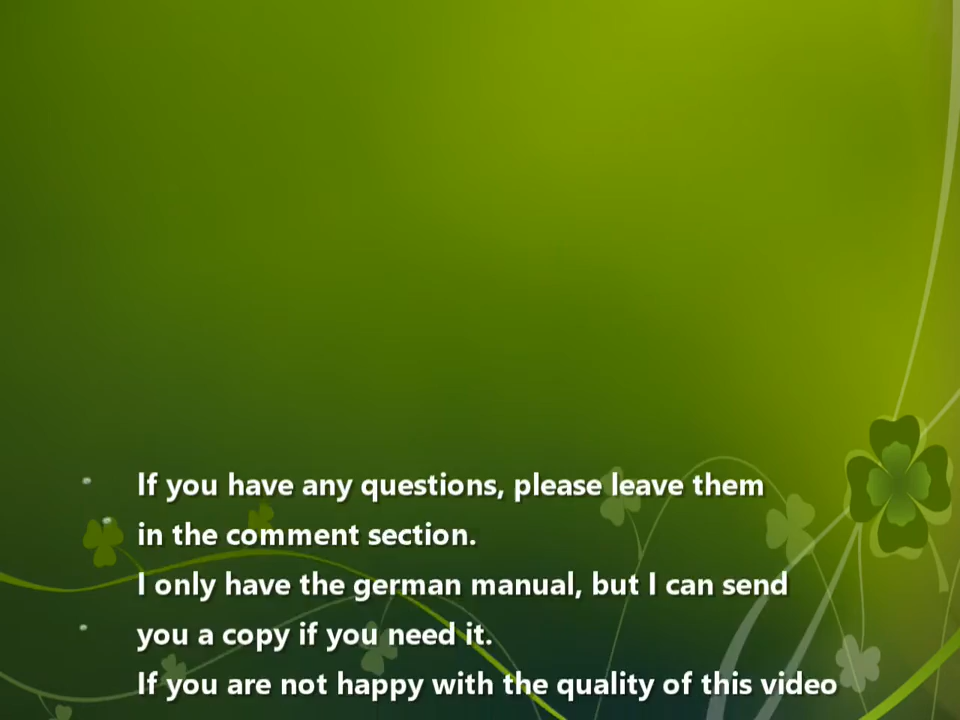 If you have any questions, please leave them
in the comment section.
I only have the german manual, but I can send
you a copy if you need it.
If you are not happy with the quality of this video